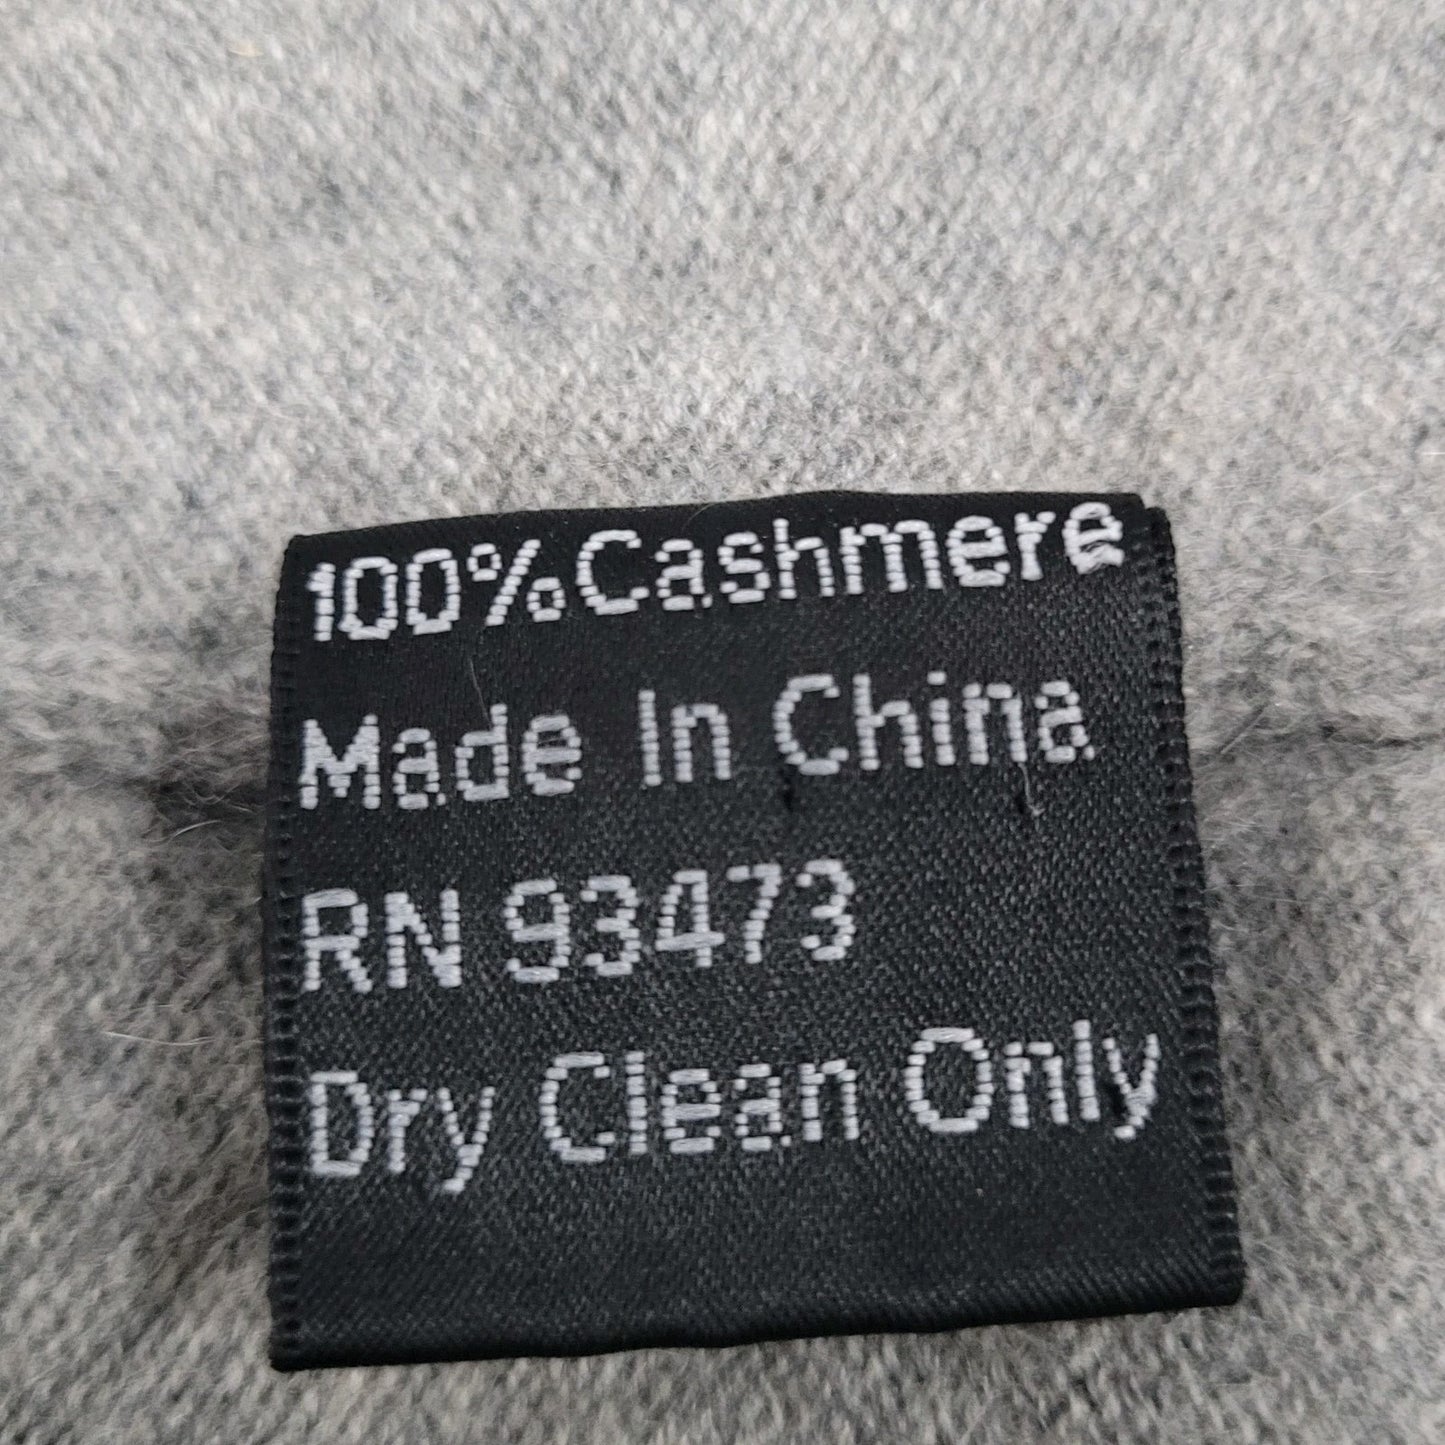 100%Cashmere
Made In China
RN 93473
Dry Clean Only